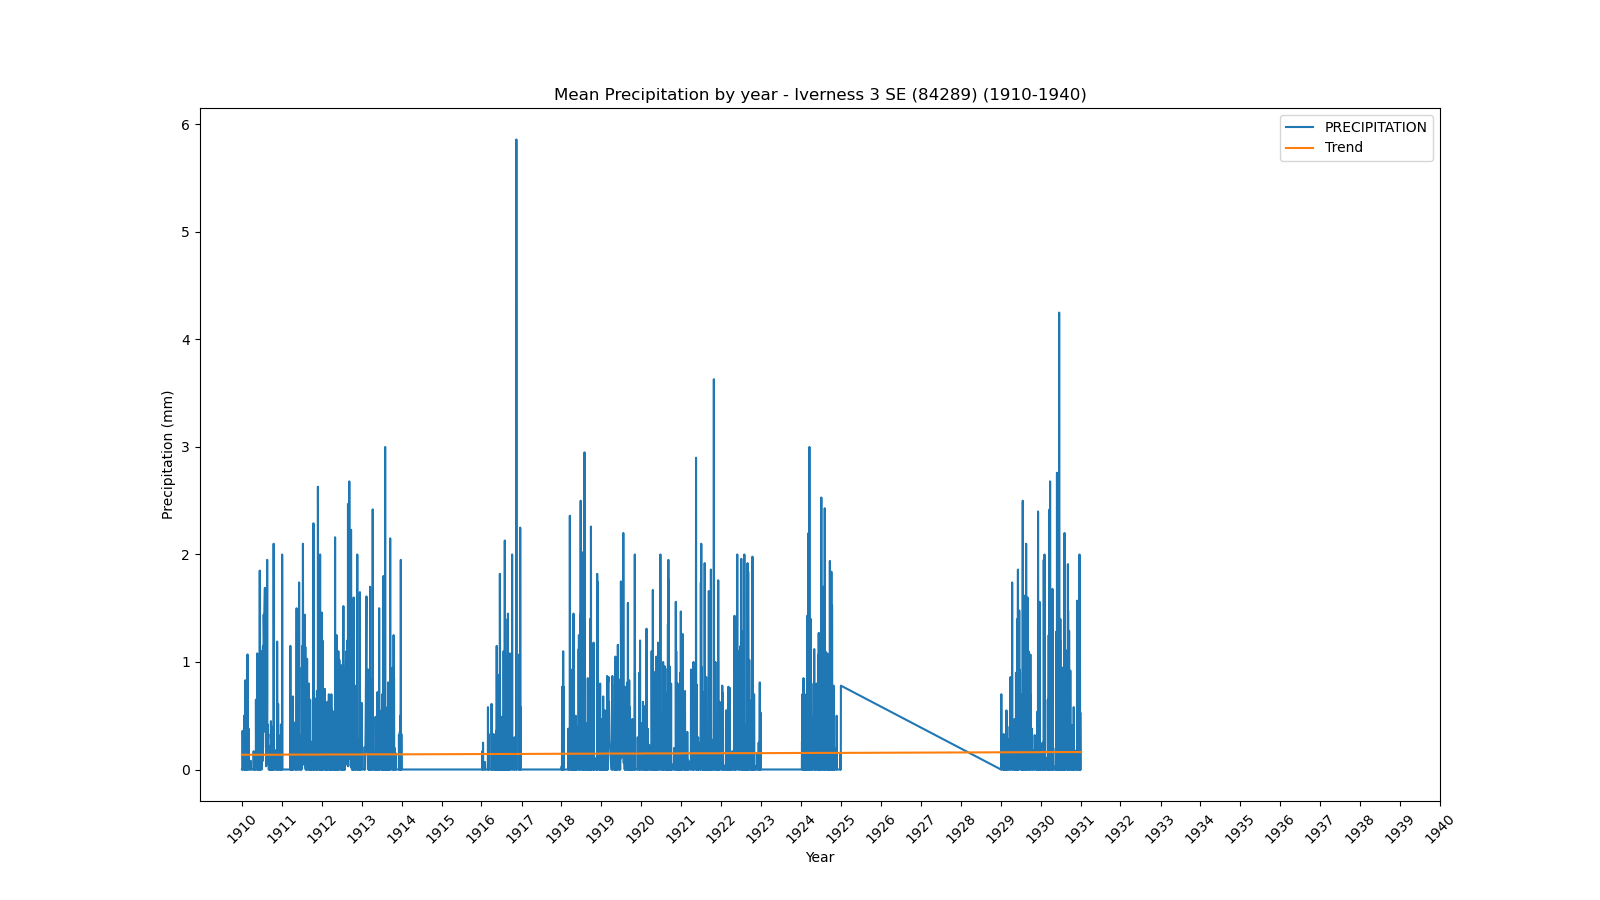 Mean Precipitation by year - Iverness 3 SE (84289) (1910-1940)
PRECIPITATION
Trend
6
5
4
3
2
1
0
Precipitation (mm)
1910 1911 1912 1913 1914 1915 1916 1917 1918 1919 1920 1921 1922 1923 1924 1925 1926 1927 1928 1929 1930 1931 1932 1933 1934 1935 1936 1937 1938 1939 1940
Year